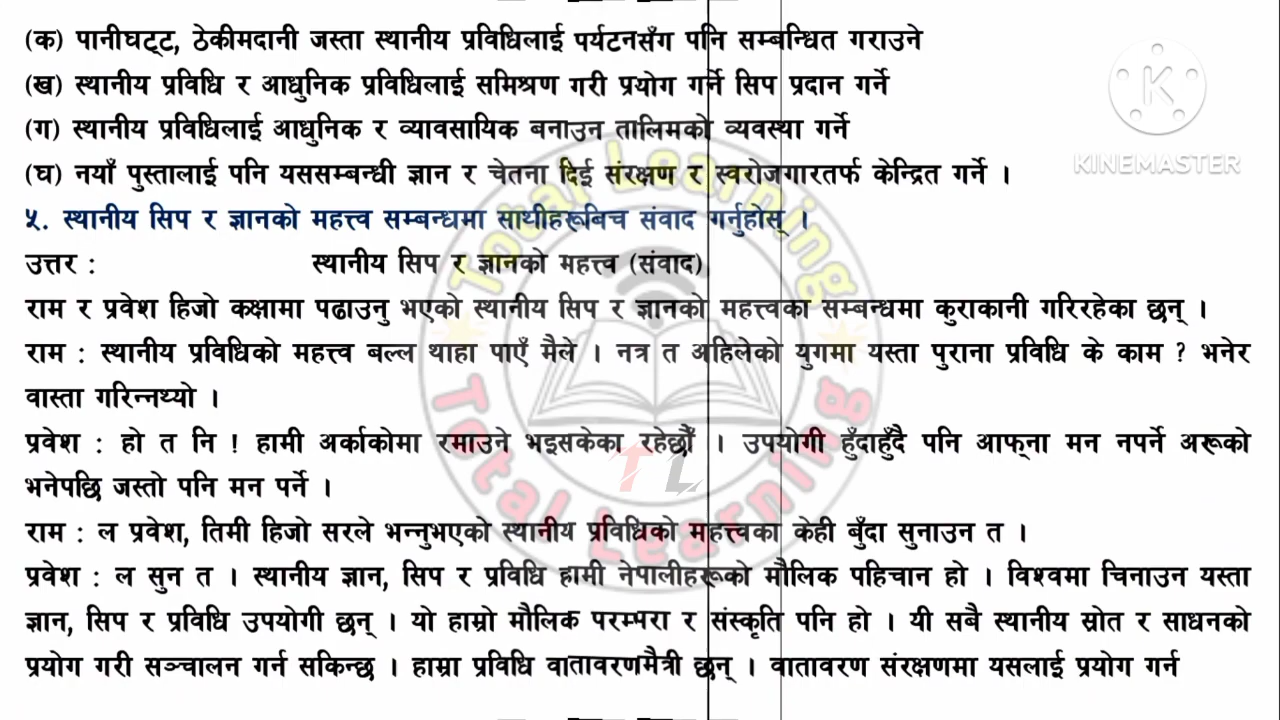 (क) पानीघट्ट, ठेकीमदानी जस्ता स्थानीय प्रविधिलाई पर्यटनसँग पनि सम्बन्धित गराउने
(ख) स्थानीय प्रविधि र आधुनिक प्रविधिलाई समिश्रण गरी प्रयोग गर्ने सिप प्रदान गर्ने
(ग) स्थानीय प्रविधिलाई आधुनिक र व्यावसायिक बनाउन तालिमको व्यवस्था गर्ने
(घ) नयाँ पुस्तालाई पनि यससम्बन्धी ज्ञान र चेतना दिई संरक्षण र स्वरोजगारतर्फ केन्द्रित गर्ने ।
५. स्थानीय सिप र ज्ञानको महत्त्व सम्बन्धमा साथीहरूबिच संवाद गर्नुहोस् ।
उत्तर : स्थानीय सिप र ज्ञानको महत्त्व (संवाद)
राम र प्रवेश हिजो कक्षामा पढाउनु भएको स्थानीय सिप र ज्ञानको महत्त्वका सम्बन्धमा कुराकानी गरिरहेका छन् ।
राम : स्थानीय प्रविधिको महत्त्व बल्ल थाहा पाएँ मैले । नत्र त अहिलेको युगमा यस्ता पुराना प्रविधि के काम ? भनेर
वास्ता गरिन्नथ्यो ।
प्रवेश : हो त नि ! हामी अर्काकोमा रमाउने भइसकेका रहेछौँ । उपयोगी हुँदाहुँदै पनि आफ्ना मन नपर्ने अरूको
भनेपछि जस्तो पनि मन पर्ने ।
राम : ल प्रवेश, तिमी हिजो सरले भन्नुभएको स्थानीय प्रविधिको महत्त्वका केही बुँदा सुनाउन त ।
प्रवेश : ल सुन त । स्थानीय ज्ञान, सिप र प्रविधि हामी नेपालीहरूको मौलिक पहिचान हो । विश्वमा चिनाउन यस्ता
ज्ञान, सिप र प्रविधि उपयोगी छन् । यो हाम्रो मौलिक परम्परा र संस्कृति पनि हो । यी सबै स्थानीय स्रोत र साधनको
प्रयोग गरी सञ्चालन गर्न सकिन्छ । हाम्रा प्रविधि वातावरणमैत्री छन् । वातावरण संरक्षणमा यसलाई प्रयोग गर्न
K
KINEMASTER
Total Learning
TL
Total Learning